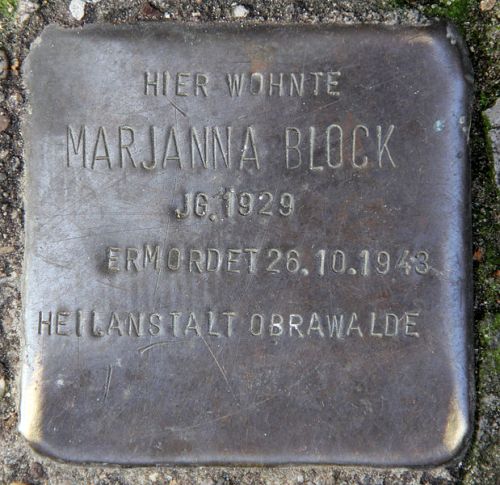 HIER WOHNTE
MARJANNA BLOCK
JG. 1929
ERMORDET 26.10.1943
HEILANSTALT OBRAWALDE